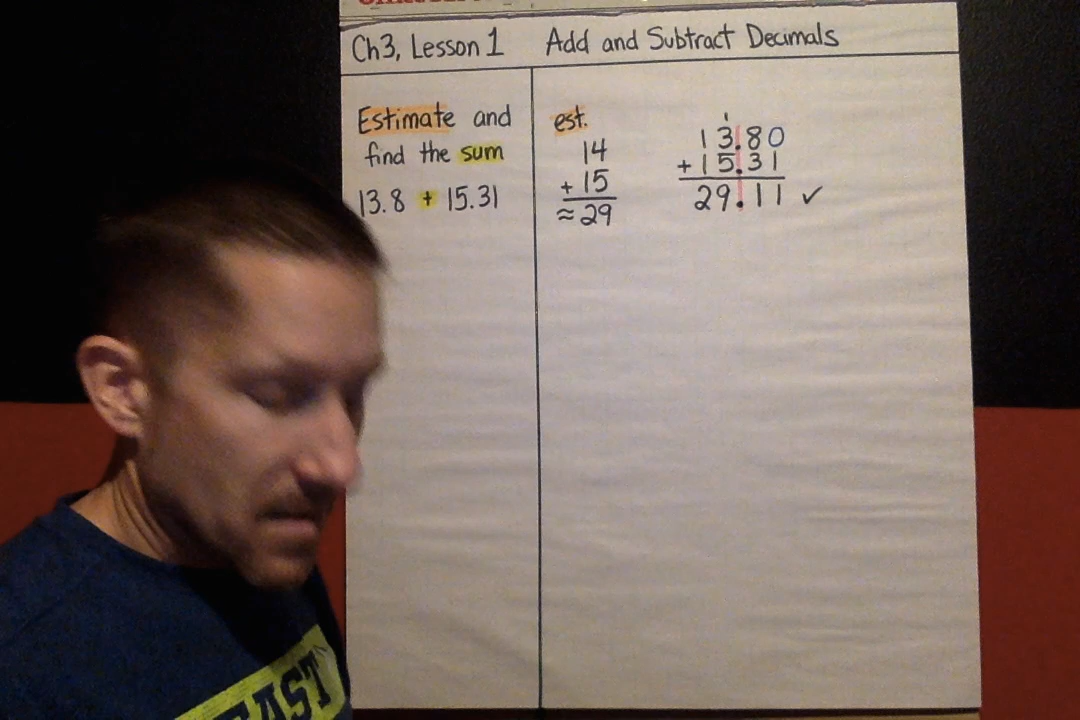 Ch3, Lesson 1 Add and Subtract Decimals
Estimate and
find the sum
13.8 + 15.31
est.
14
+ 15
≈ 29
1
13.80
+ 15.31
29.11 ✓